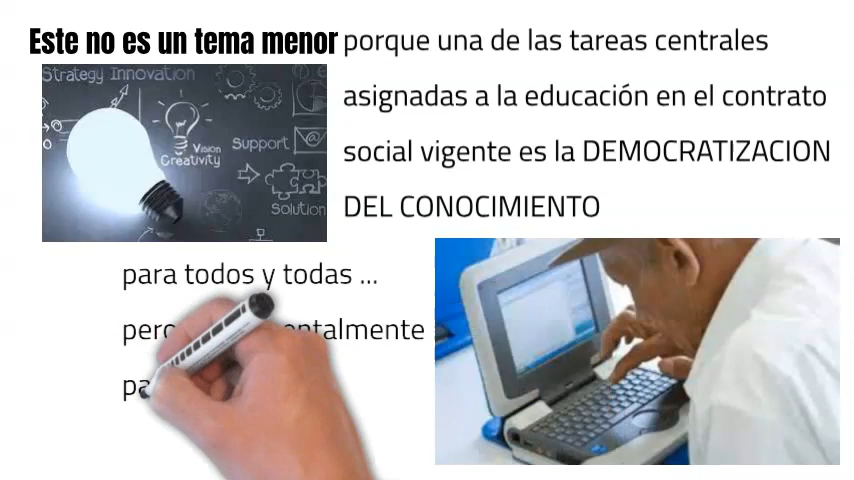 Este no es un tema menor porque una de las tareas centrales
asignadas a la educación en el contrato
social vigente es la DEMOCRATIZACION
DEL CONOCIMIENTO
Strategy Innovation
Vision
Creativity
Support
Solution
para todos y todas ...